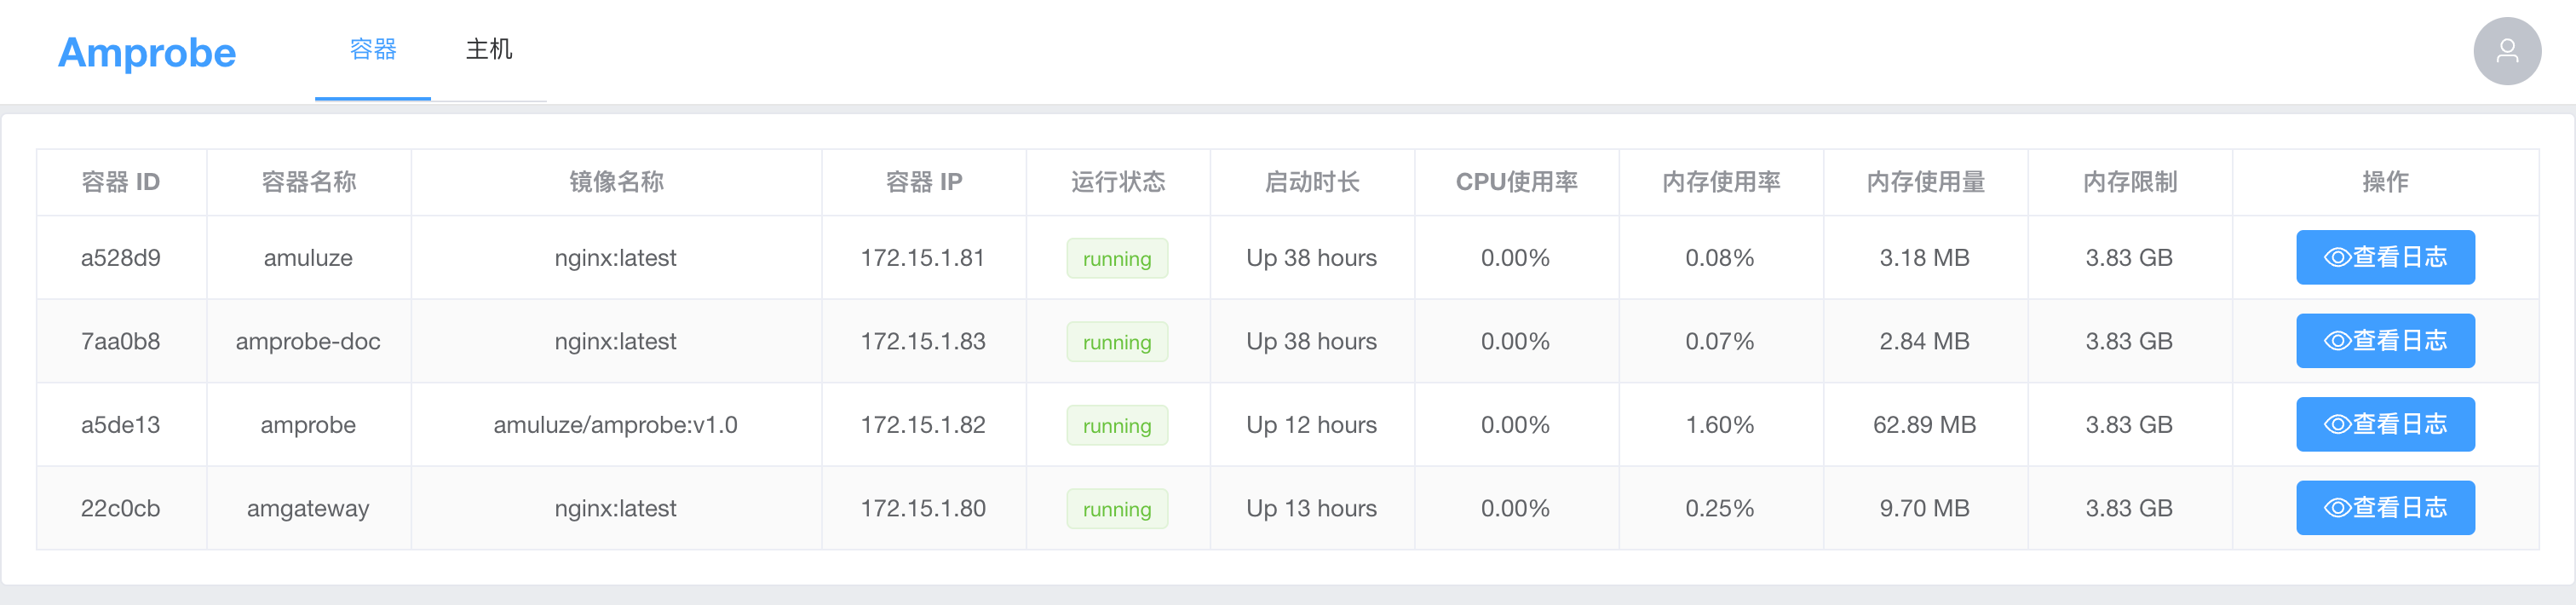 Amprobe 容器 主机
容器 ID 容器名称 镜像名称 容器 IP 运行状态 启动时长 CPU使用率 内存使用率 内存使用量 内存限制 操作
a528d9 amuluze nginx:latest 172.15.1.81 running Up 38 hours 0.00% 0.08% 3.18 MB 3.83 GB 查看日志
7aa0b8 amprobe-doc nginx:latest 172.15.1.83 running Up 38 hours 0.00% 0.07% 2.84 MB 3.83 GB 查看日志
a5de13 amprobe amuluze/amprobe:v1.0 172.15.1.82 running Up 12 hours 0.00% 1.60% 62.89 MB 3.83 GB 查看日志
22c0cb amgateway nginx:latest 172.15.1.80 running Up 13 hours 0.00% 0.25% 9.70 MB 3.83 GB 查看日志